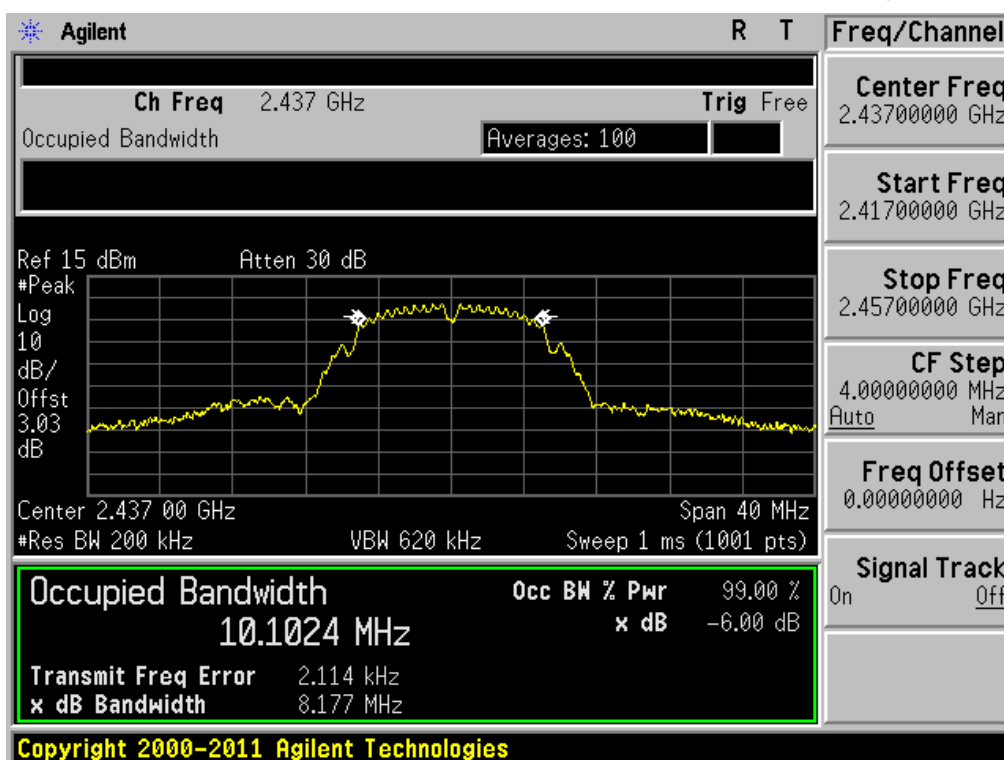 Agilent R T
Freq/Channel
Ch Freq 2.437 GHz Trig Free
Occupied Bandwidth Averages: 100
Center Freq
2.43700000 GHz
Start Freq
2.41700000 GHz
Stop Freq
2.45700000 GHz
CF Step
4.00000000 MHz
Auto Man
Freq Offset
0.00000000 Hz
Signal Track
On Off
Ref 15 dBm Atten 30 dB
#Peak
Log
10
dB/
Offst
3.03
dB
Center 2.437 00 GHz Span 40 MHz
#Res BW 200 kHz VBW 620 kHz Sweep 1 ms (1001 pts)
Occupied Bandwidth Occ BW % Pwr 99.00 %
10.1024 MHz x dB -6.00 dB
Transmit Freq Error 2.114 kHz
x dB Bandwidth 8.177 MHz
Copyright 2000-2011 Agilent Technologies